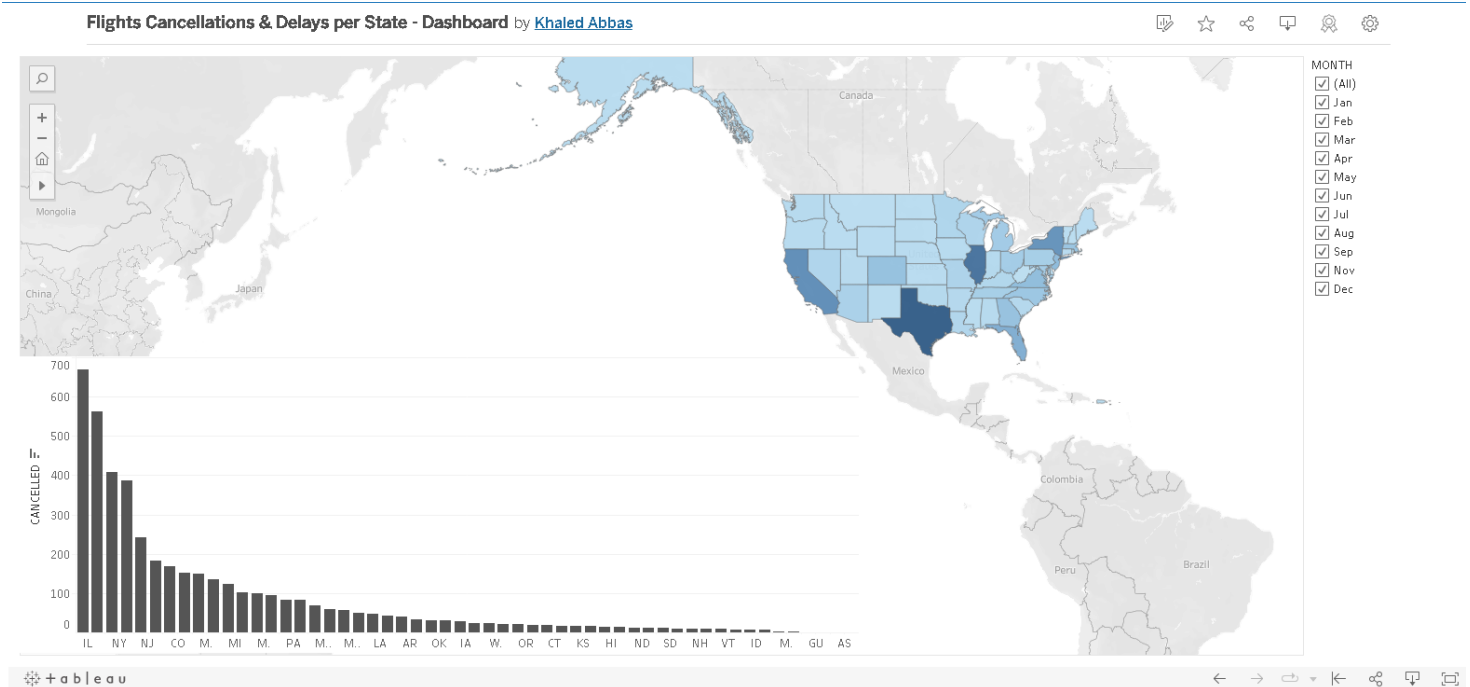 Flights Cancellations & Delays per State - Dashboard by Khaled Abbas
MONTH
(All)
Jan
Feb
Mar
Apr
May
Jun
Jul
Aug
Sep
Nov
Dec
Canada
Mongolia
China
Japan
Mexico
Colombia
Peru
Brazil
CANCELLED
700
600
500
400
300
200
100
0
IL NY NJ CO M. MI M. PA M.. M.. LA AR OK IA W. OR CT KS HI ND SD NH VT ID M. GU AS
+ a b | e a u